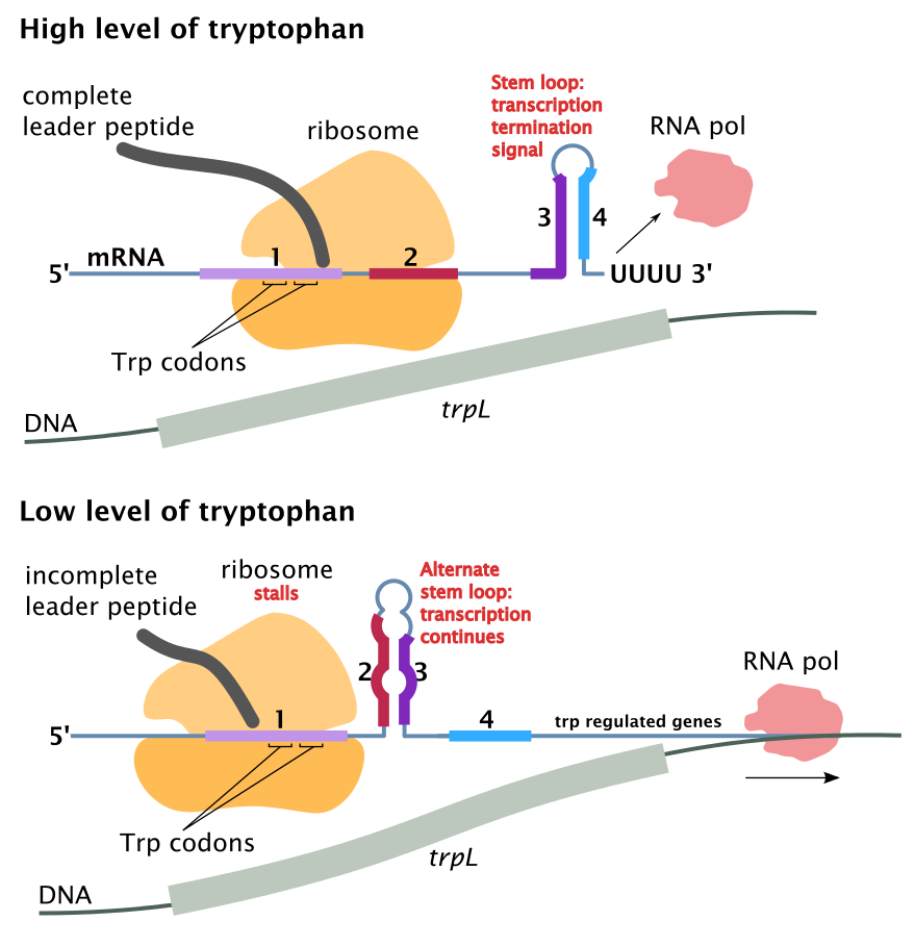 High level of tryptophan
complete
leader peptide
ribosome
Stem loop:
transcription
termination
signal
RNA pol
5'
mRNA
1
2
3
4
UUUU 3'
Trp codons
trpL
DNA
Low level of tryptophan
incomplete
leader peptide
ribosome
stalls
Alternate
stem loop:
transcription
continues
2
3
RNA pol
5'
1
4
trp regulated genes
Trp codons
trpL
DNA